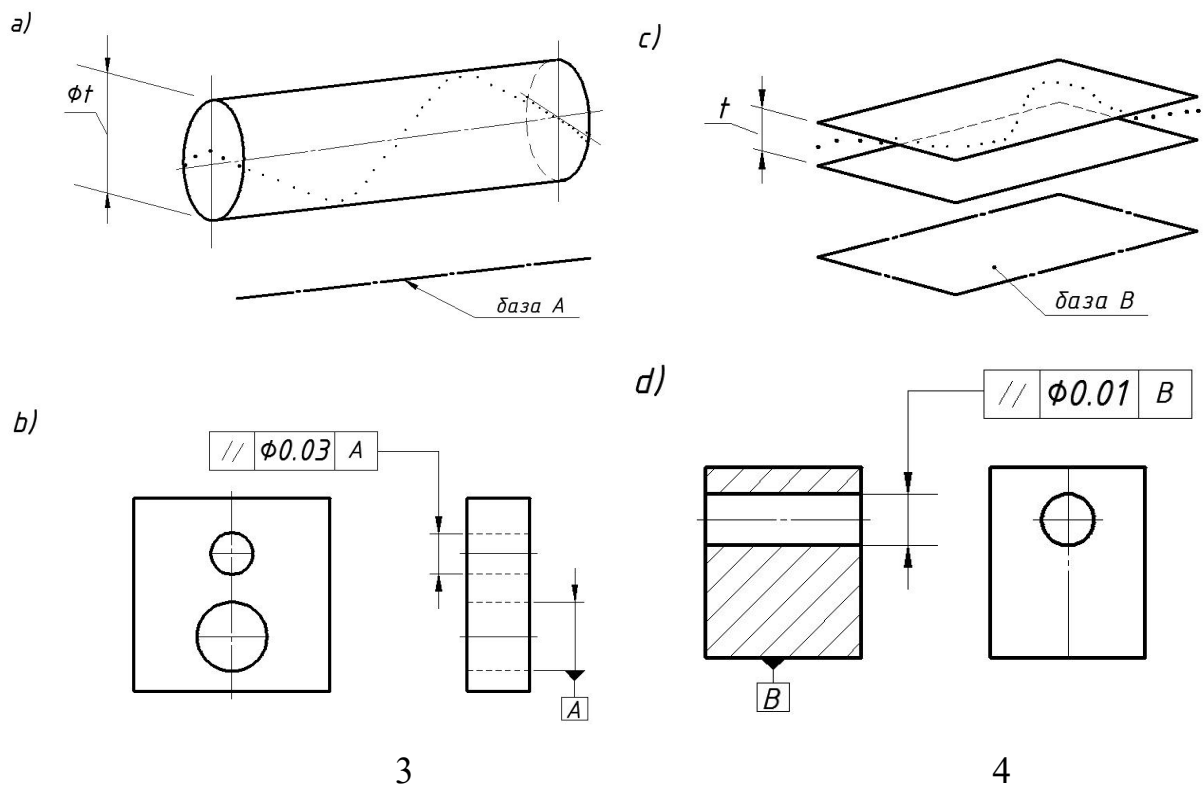 a)
Φt
база A
c)
t
база B
b)
// Φ0.03 A
A
d)
// Φ0.01 B
B
3
4